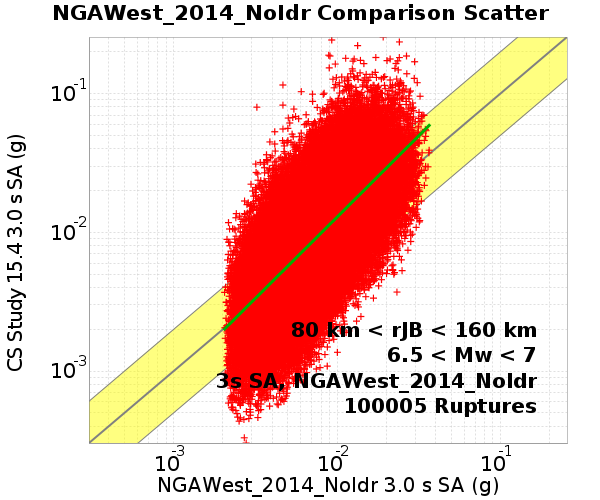 NGAWest_2014_NoIdr Comparison Scatter
CS Study 15.4 3.0 s SA (g)
10-1
10-2
10-3
80 km < rJB < 160 km
6.5 < Mw < 7
3s SA, NGAWest_2014_NoIdr
100005 Ruptures
10-3
10-2
10-1
NGAWest_2014_NoIdr 3.0 s SA (g)